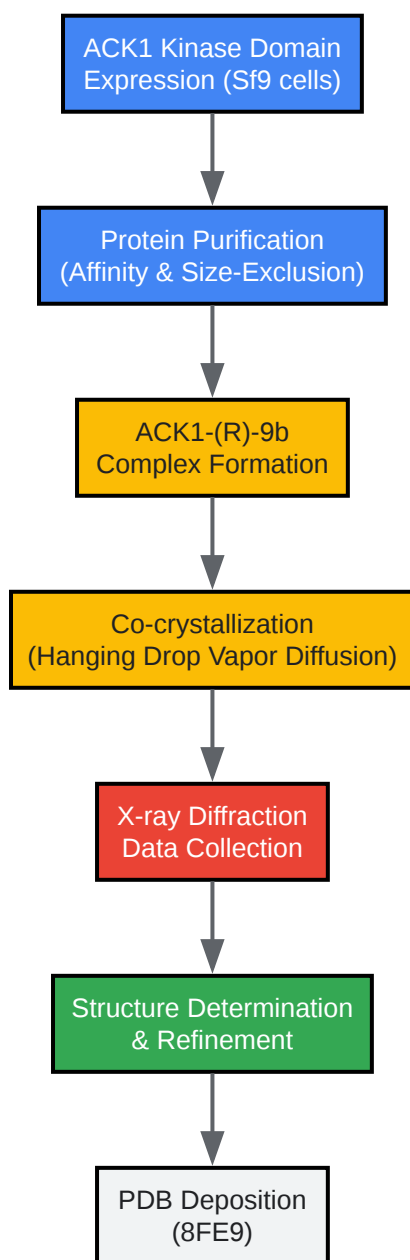 ACK1 Kinase Domain
Expression (Sf9 cells)
Protein Purification
(Affinity & Size-Exclusion)
ACK1-(R)-9b
Complex Formation
Co-crystallization
(Hanging Drop Vapor Diffusion)
X-ray Diffraction
Data Collection
Structure Determination
& Refinement
PDB Deposition
(8FE9)